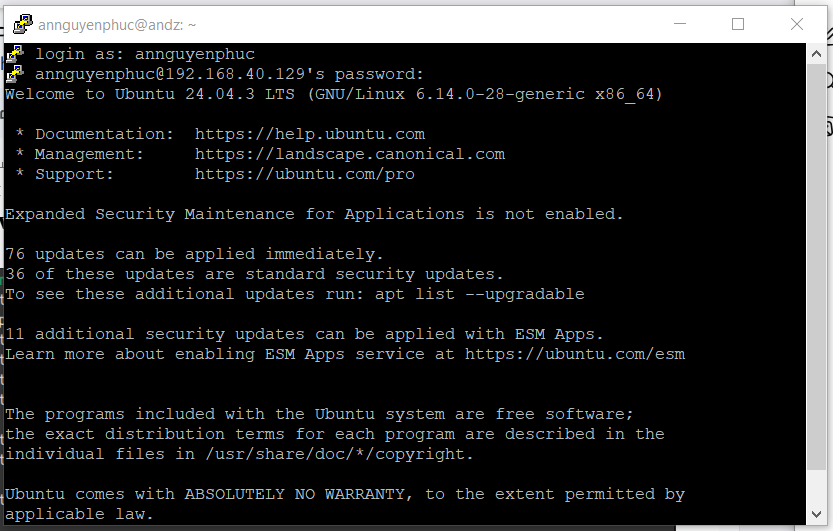 annguyenphuc@andz: ~
login as: annguyenphuc
annguyenphuc@192.168.40.129's password:
Welcome to Ubuntu 24.04.3 LTS (GNU/Linux 6.14.0-28-generic x86_64)
* Documentation:  https://help.ubuntu.com
* Management:     https://landscape.canonical.com
* Support:        https://ubuntu.com/pro
Expanded Security Maintenance for Applications is not enabled.
76 updates can be applied immediately.
36 of these updates are standard security updates.
To see these additional updates run: apt list --upgradable
11 additional security updates can be applied with ESM Apps.
Learn more about enabling ESM Apps service at https://ubuntu.com/esm
The programs included with the Ubuntu system are free software;
the exact distribution terms for each program are described in the
individual files in /usr/share/doc/*/copyright.
Ubuntu comes with ABSOLUTELY NO WARRANTY, to the extent permitted by
applicable law.